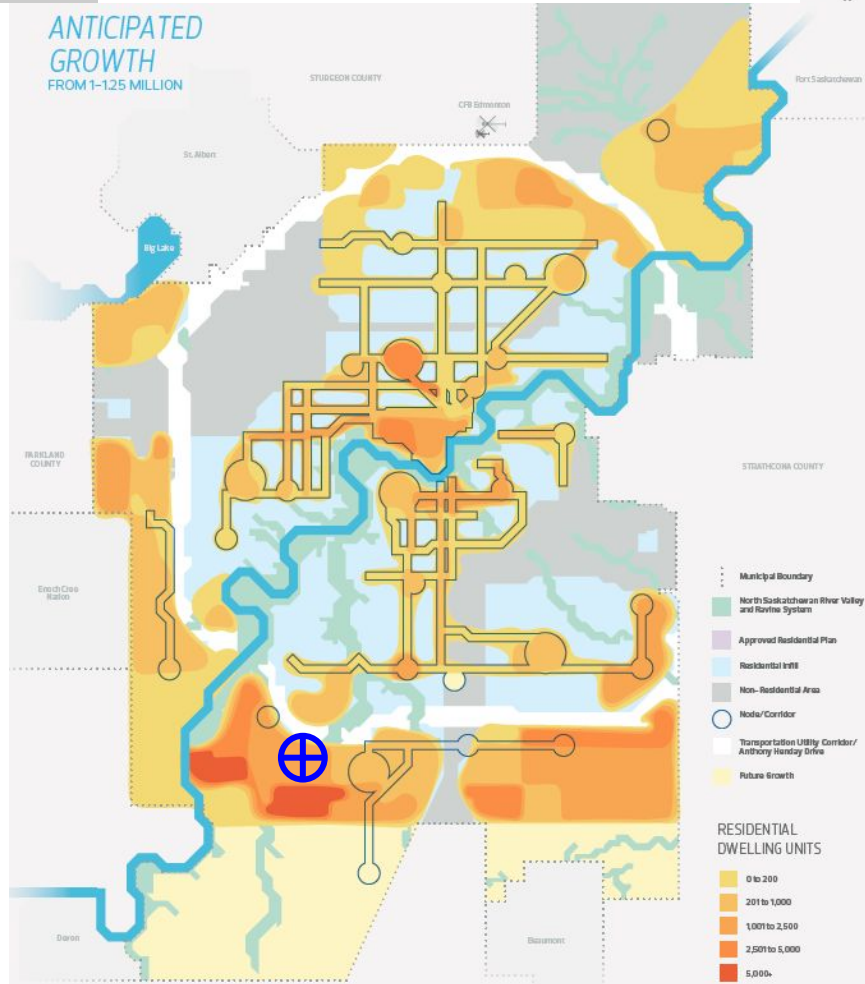 ANTICIPATED
GROWTH
FROM 1-1.25 MILLION
STURGEON COUNTY
Fort Saskatchewan
CFB Edmonton
St. Albert
Big Lake
PARKLAND
COUNTY
STRATHCONA COUNTY
Enoch Cree
Nation
Devon
Beaumont
Municipal Boundary
North Saskatchewan River Valley
and Ravine System
Approved Residential Plan
Residential Infill
Non-Residential Area
Node/Corridor
Transportation Utility Corridor/
Anthony Henday Drive
Future Growth
RESIDENTIAL
DWELLING UNITS
0 to 200
201 to 1,000
1,001 to 2,500
2,501 to 5,000
5,000+